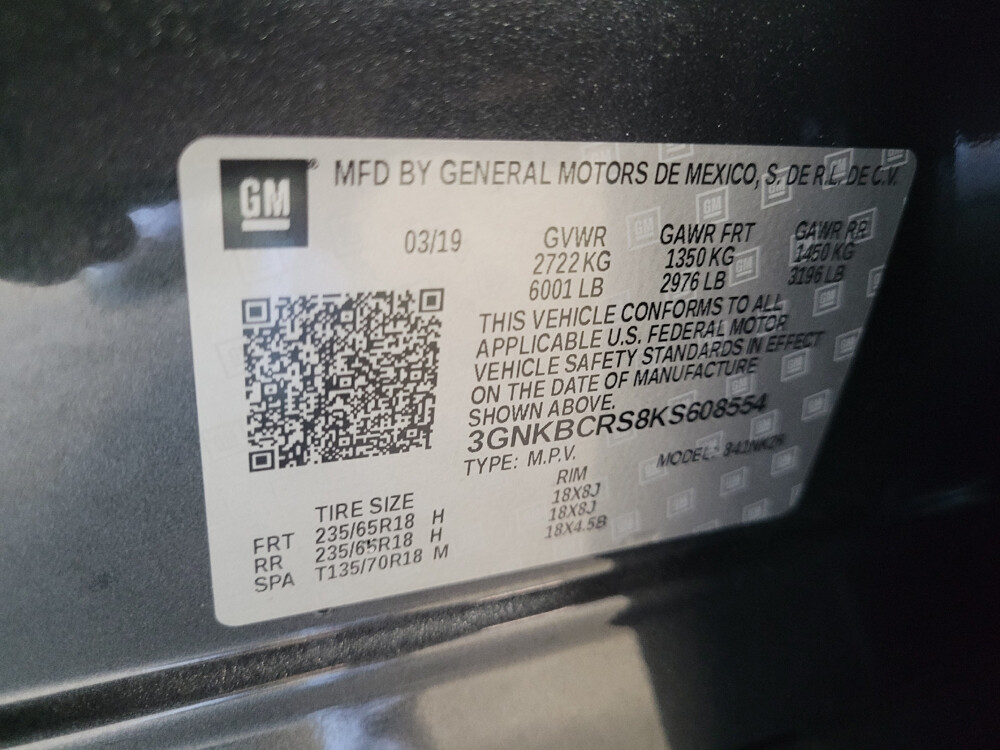 GM® MFD BY GENERAL MOTORS DE MEXICO, S. DE R.L. DE C.V.
03/19 GVWR GAWR FRT GAWR RR
2722 KG 1350 KG 1450 KG
6001 LB 2976 LB 3196 LB
THIS VEHICLE CONFORMS TO ALL
APPLICABLE U.S. FEDERAL MOTOR
VEHICLE SAFETY STANDARDS IN EFFECT
ON THE DATE OF MANUFACTURE
SHOWN ABOVE.
3GNKBCRS8KS608554
TYPE: M.P.V. MODEL:
TIRE SIZE RIM
FRT 235/65R18 H 18X8J
RR 235/65R18 H 18X8J
SPA T135/70R18 M 18X4.5B